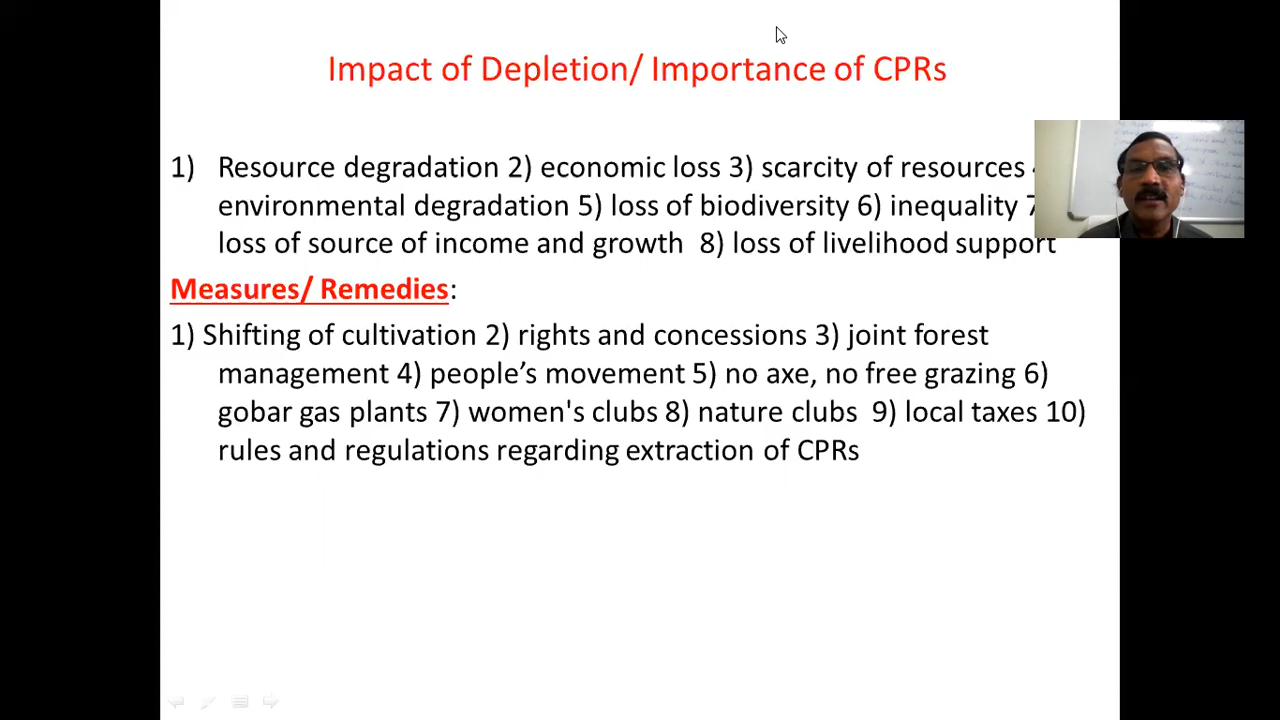 Impact of Depletion/ Importance of CPRs
1) Resource degradation 2) economic loss 3) scarcity of resources
environmental degradation 5) loss of biodiversity 6) inequality 7
loss of source of income and growth 8) loss of livelihood support
Measures/ Remedies:
1) Shifting of cultivation 2) rights and concessions 3) joint forest
management 4) people’s movement 5) no axe, no free grazing 6)
gobar gas plants 7) women's clubs 8) nature clubs 9) local taxes 10)
rules and regulations regarding extraction of CPRs